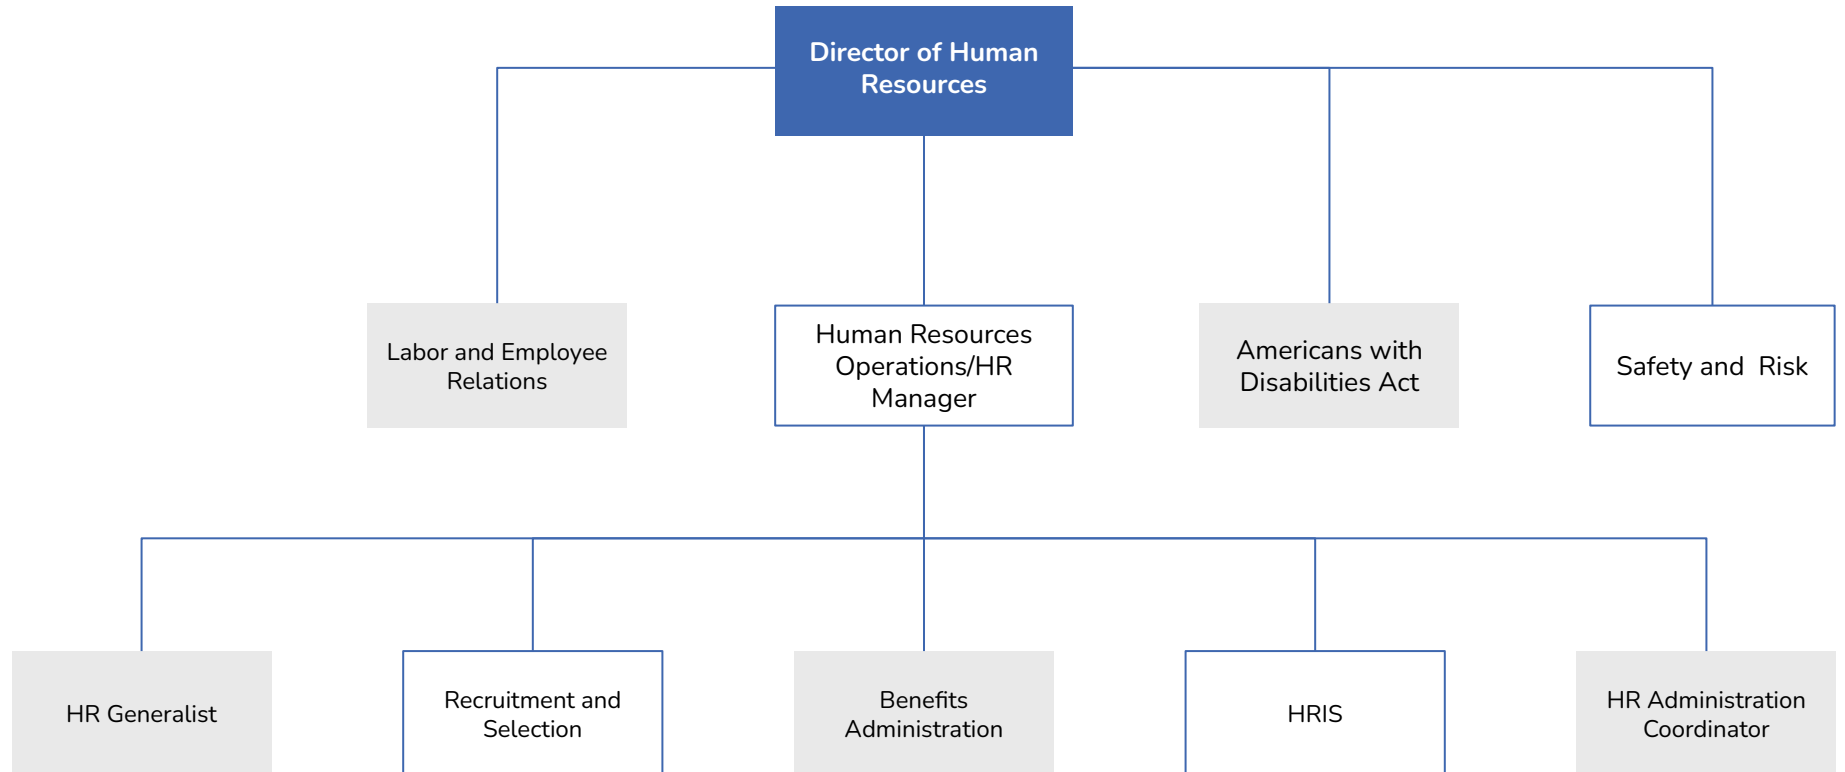 Director of Human
Resources
Labor and Employee
Relations
Human Resources
Operations/HR
Manager
Americans with
Disabilities Act
Safety and  Risk
HR Generalist
Recruitment and
Selection
Benefits
Administration
HRIS
HR Administration
Coordinator